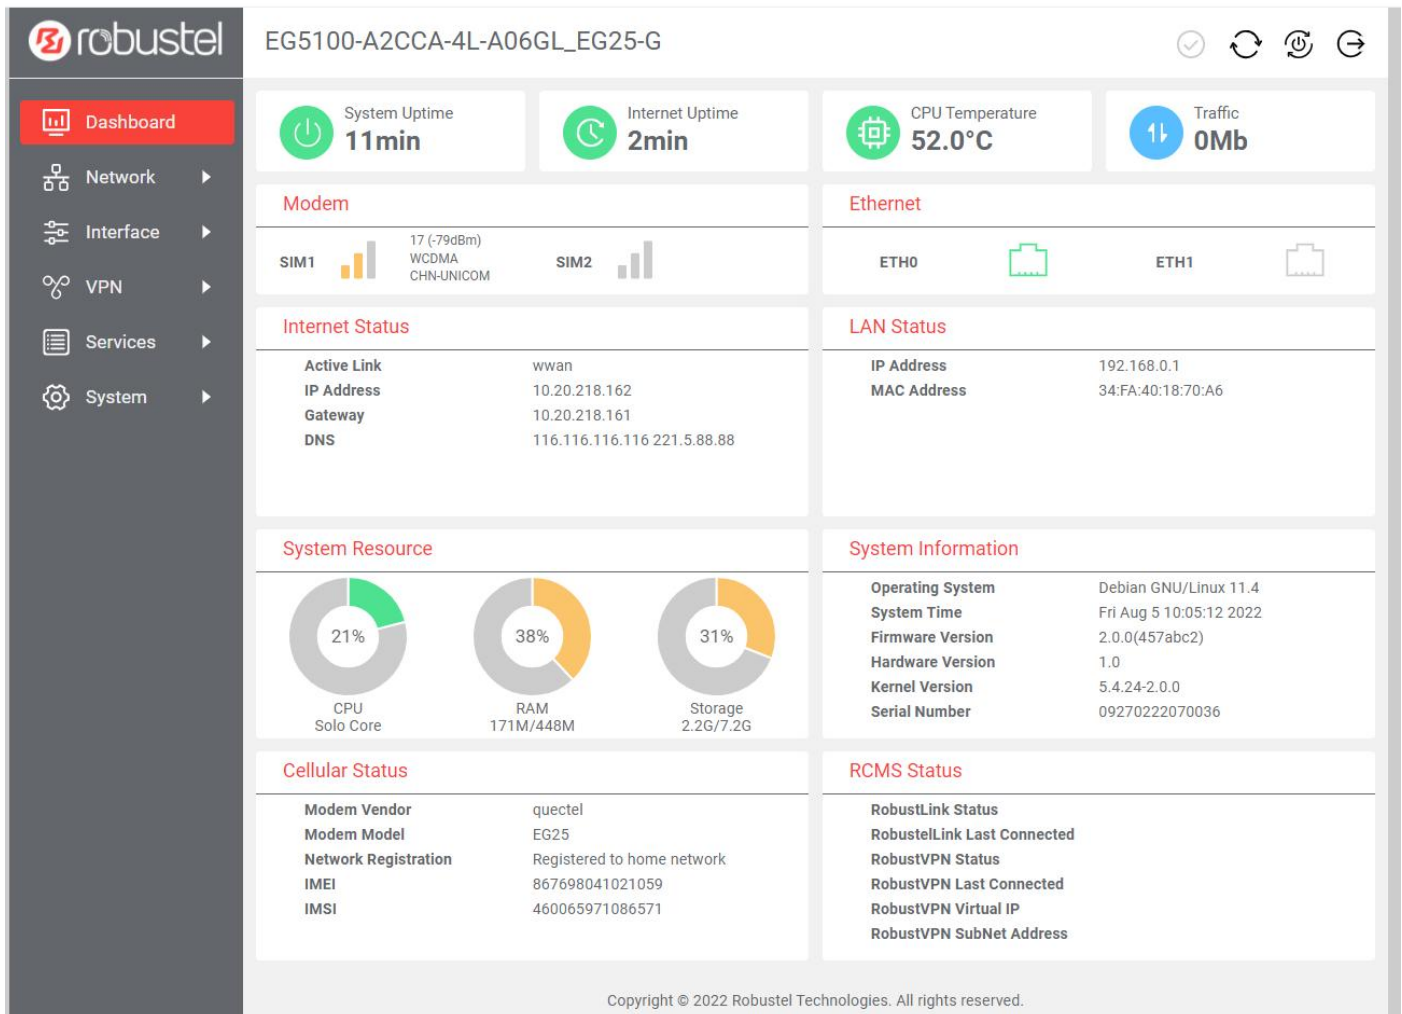 robustel
EG5100-A2CCA-4L-A06GL_EG25-G
Dashboard
Network
Interface
VPN
Services
System
System Uptime
11min
Internet Uptime
2min
CPU Temperature
52.0°C
Traffic
0Mb
Modem
SIM1
17 (-79dBm)
WCDMA
CHN-UNICOM
SIM2
Ethernet
ETH0
ETH1
Internet Status
Active Link wwan
IP Address 10.20.218.162
Gateway 10.20.218.161
DNS 116.116.116.116 221.5.88.88
LAN Status
IP Address 192.168.0.1
MAC Address 34:FA:40:18:70:A6
System Resource
21%
CPU
Solo Core
38%
RAM
171M/448M
31%
Storage
2.2G/7.2G
System Information
Operating System Debian GNU/Linux 11.4
System Time Fri Aug 5 10:05:12 2022
Firmware Version 2.0.0(457abc2)
Hardware Version 1.0
Kernel Version 5.4.24-2.0.0
Serial Number 09270222070036
Cellular Status
Modem Vendor quectel
Modem Model EG25
Network Registration Registered to home network
IMEI 867698041021059
IMSI 460065971086571
RCMS Status
RobustLink Status
RobustelLink Last Connected
RobustVPN Status
RobustVPN Last Connected
RobustVPN Virtual IP
RobustVPN SubNet Address
Copyright © 2022 Robustel Technologies. All rights reserved.